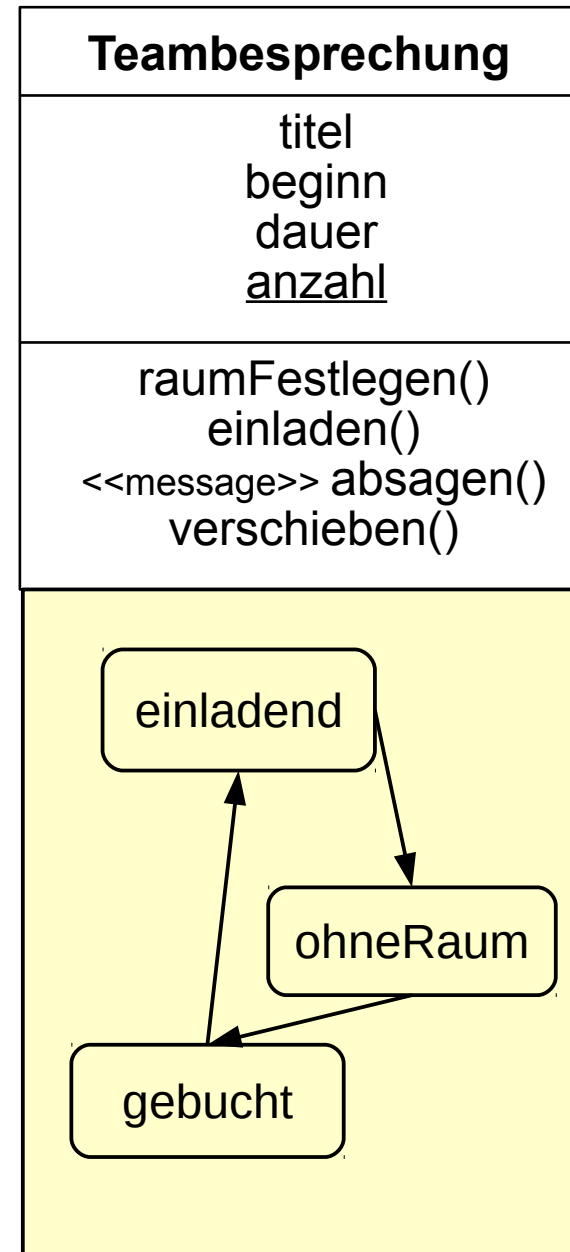 Teambesprechung
titel
beginn
dauer
anzahl
raumFestlegen()
einladen()
<<message>> absagen()
verschieben()
einladend
ohneRaum
gebucht